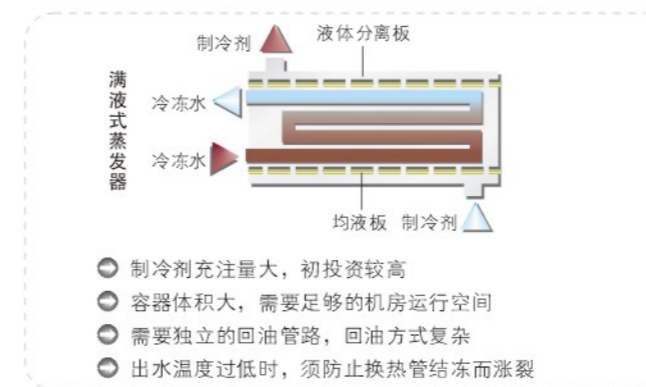 制冷剂
液体分离板
满液式蒸发器
冷冻水
冷冻水
均液板
制冷剂
制冷剂充注量大，初投资较高
容器体积大，需要足够的机房运行空间
需要独立的回油管路，回油方式复杂
出水温度过低时，须防止换热管结冻而涨裂